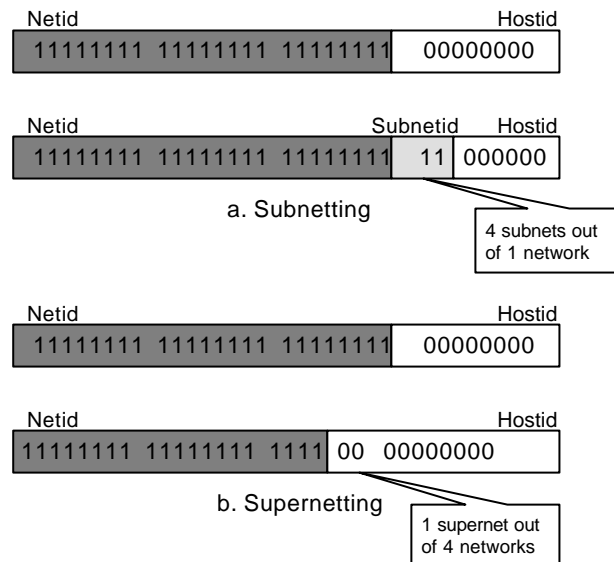 Netid Hostid
11111111 11111111 11111111 00000000
Netid Subnetid Hostid
11111111 11111111 11111111 11 000000
a. Subnetting
4 subnets out
of 1 network
Netid Hostid
11111111 11111111 11111111 00000000
Netid Hostid
11111111 11111111 1111 00 00000000
b. Supernetting
1 supernet out
of 4 networks